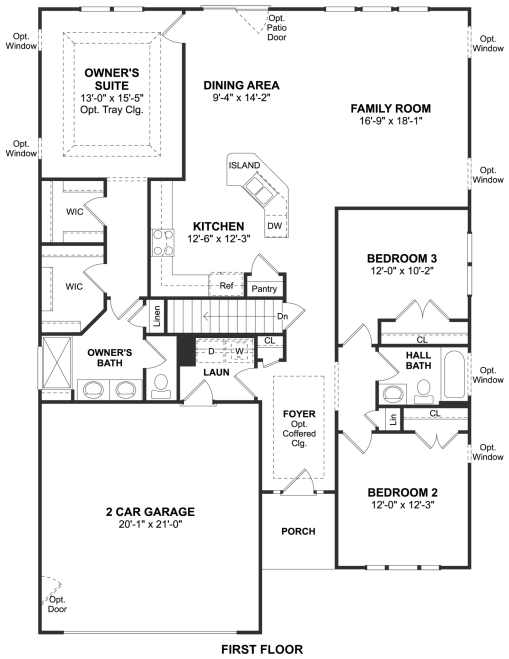 Opt.
Patio
Door
Opt.
Window
Opt.
Window
OWNER'S
SUITE
13'-0" x 15'-5"
Opt. Tray Clg.
DINING AREA
9'-4" x 14'-2"
FAMILY ROOM
16'-9" x 18'-1"
Opt.
Window
Opt.
Window
ISLAND
WIC
DW
KITCHEN
12'-6" x 12'-3"
BEDROOM 3
12'-0" x 10'-2"
WIC
Ref
Pantry
Linen
Dn
CL
CL
OWNER'S
BATH
D
W
LAUN
HALL
BATH
Opt.
Window
FOYER
Opt.
Coffered
Clg.
Lin
CL
Opt.
Window
BEDROOM 2
12'-0" x 12'-3"
2 CAR GARAGE
20'-1" x 21'-0"
PORCH
Opt.
Door
FIRST FLOOR